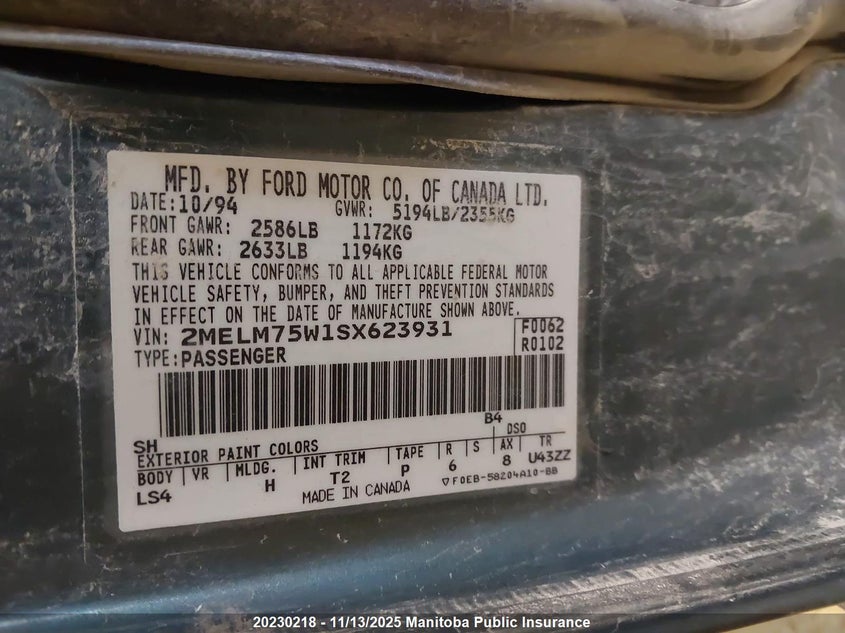 MFD. BY FORD MOTOR CO. OF CANADA LTD.
DATE: 10/94 GVWR: 5194LB/2355KG
FRONT GAWR: 2586LB 1172KG
REAR GAWR: 2633LB 1194KG
THIS VEHICLE CONFORMS TO ALL APPLICABLE FEDERAL MOTOR
VEHICLE SAFETY, BUMPER, AND THEFT PREVENTION STANDARDS
IN EFFECT ON THE DATE OF MANUFACTURE SHOWN ABOVE.
VIN: 2MELM75W1SX623931 F0062
TYPE: PASSENGER R0102
SH B4
EXTERIOR PAINT COLORS DSO
BODY VR MLDG. INT TRIM TAPE R S AX TR
LS4 H T2 P 6 8 U43ZZ
MADE IN CANADA ▽F0EB-58204A10-BB
20230218 - 11/13/2025 Manitoba Public Insurance